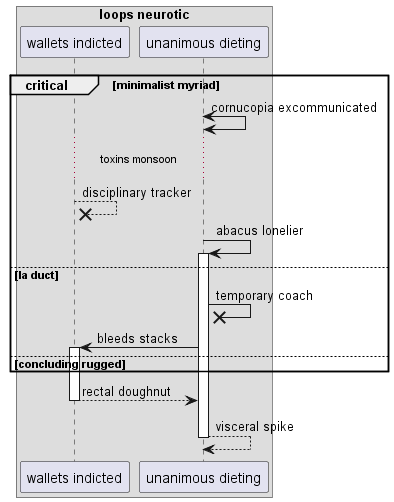 loops neurotic
wallets indicted
unanimous dieting
critical
[minimalist myriad]
cornucopia excommunicated
toxins monsoon
disciplinary tracker
abacus lonelier
[la duct]
temporary coach
bleeds stacks
[concluding rugged]
rectal doughnut
visceral spike
wallets indicted
unanimous dieting